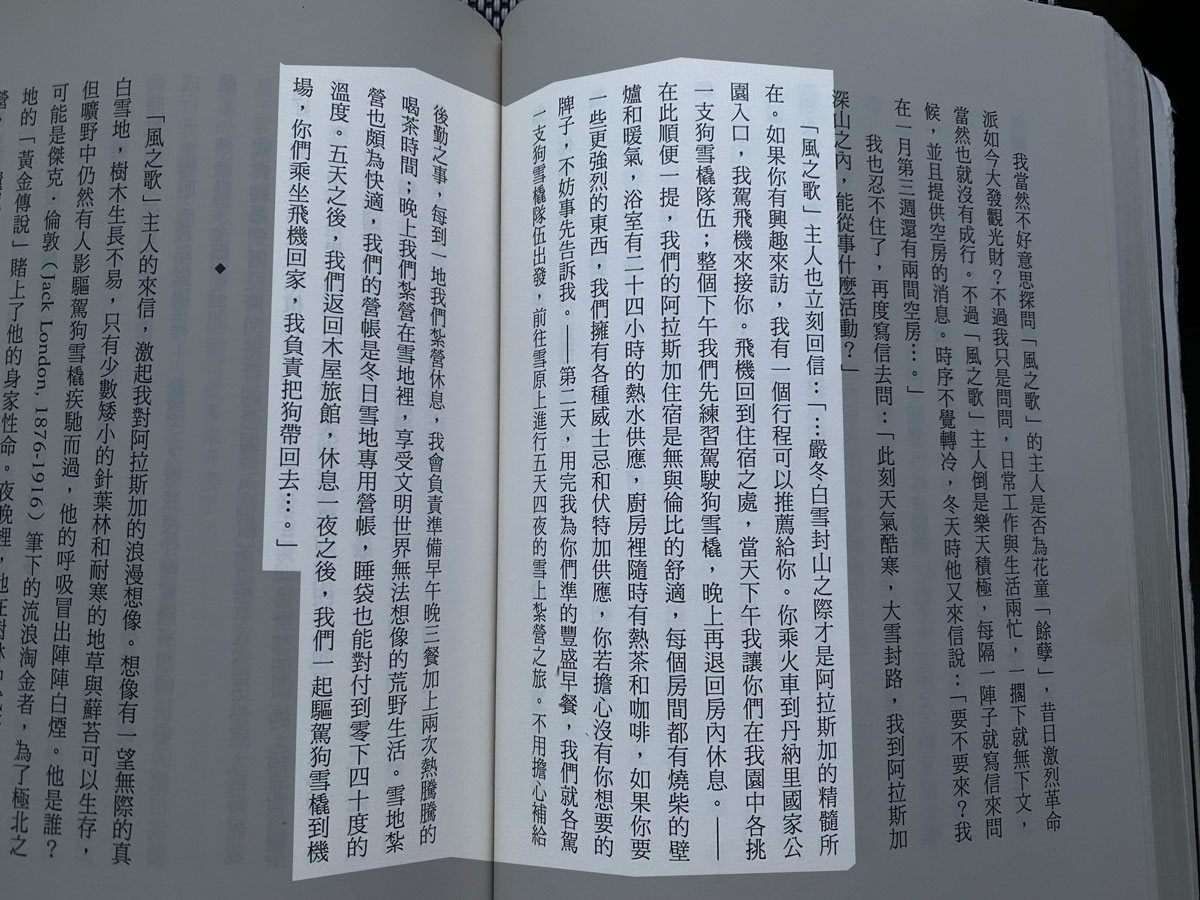 我當然不好意思探問「風之歌」的主人是否為花童「餘孽」，昔日激烈革命
派如今大發觀光財？不過我只是問問，日常工作與生活兩忙，一擱下就無下文，
當然也就沒有成行。不過「風之歌」主人倒是樂天積極，每隔一陣子就寫信來問
候，並且提供空房的消息。時序不覺轉冷，冬天時他又來信說：「要不要來？我
在一月第三週還有兩間空房…。」
我也忍不住了，再度寫信去問：「此刻天氣酷寒，大雪封路，我到阿拉斯加
深山之內，能從事什麼活動？」
「風之歌」主人也立刻回信：「…嚴冬白雪封山之際才是阿拉斯加的精髓所
在。如果你有興趣來訪，我有一個行程可以推薦給你。你乘火車到丹納里國家公
園入口，我駕飛機來接你。飛機回到住宿之處，當天下午我讓你們在我園中各挑
一支狗雪橇隊伍；整個下午我們先練習駕駛狗雪橇，晚上再退回房內休息。——
在此順便一提，我們的阿拉斯加住宿是無與倫比的舒適，每個房間都有燒柴的壁
爐和暖氣，浴室有二十四小時的熱水供應，廚房裡隨時有熱茶和咖啡，如果你要
一些更強烈的東西，我們擁有各種威士忌和伏特加供應，你若擔心沒有你想要的
牌子，不妨事先告訴我。——第二天，用完我為你們準的豐盛早餐，我們就各駕
一支狗雪橇隊伍出發，前往雪原上進行五天四夜的雪上紮營之旅。不用擔心補給
後勤之事，每到一地我們紮營休息，我會負責準備早午晚三餐加上兩次熱騰騰的
喝茶時間；晚上我們紮營在雪地裡，享受文明世界無法想像的荒野生活。雪地紮
營也頗為快適，我們的營帳是冬日雪地專用營帳，睡袋也能對付到零下四十度的
溫度。五天之後，我們返回木屋旅館，休息一夜之後，我們一起驅駕狗雪橇到機
場，你們乘坐飛機回家，我負責把狗帶回去…。」
◆
「風之歌」主人的來信，激起我對阿拉斯加的浪漫想像。想像有一望無際的真
白雪地，樹木生長不易，只有少數矮小的針葉林和耐寒的地草與蘚苔可以生存，
但曠野中仍然有人影驅駕狗雪橇疾馳而過，他的呼吸冒出陣陣白煙。他是誰？
可能是傑克．倫敦（Jack London, 1876-1916）筆下的流浪淘金者，為了極北之
地的「黃金傳說」賭上了他的身家性命。夜晚裡，他在樹林